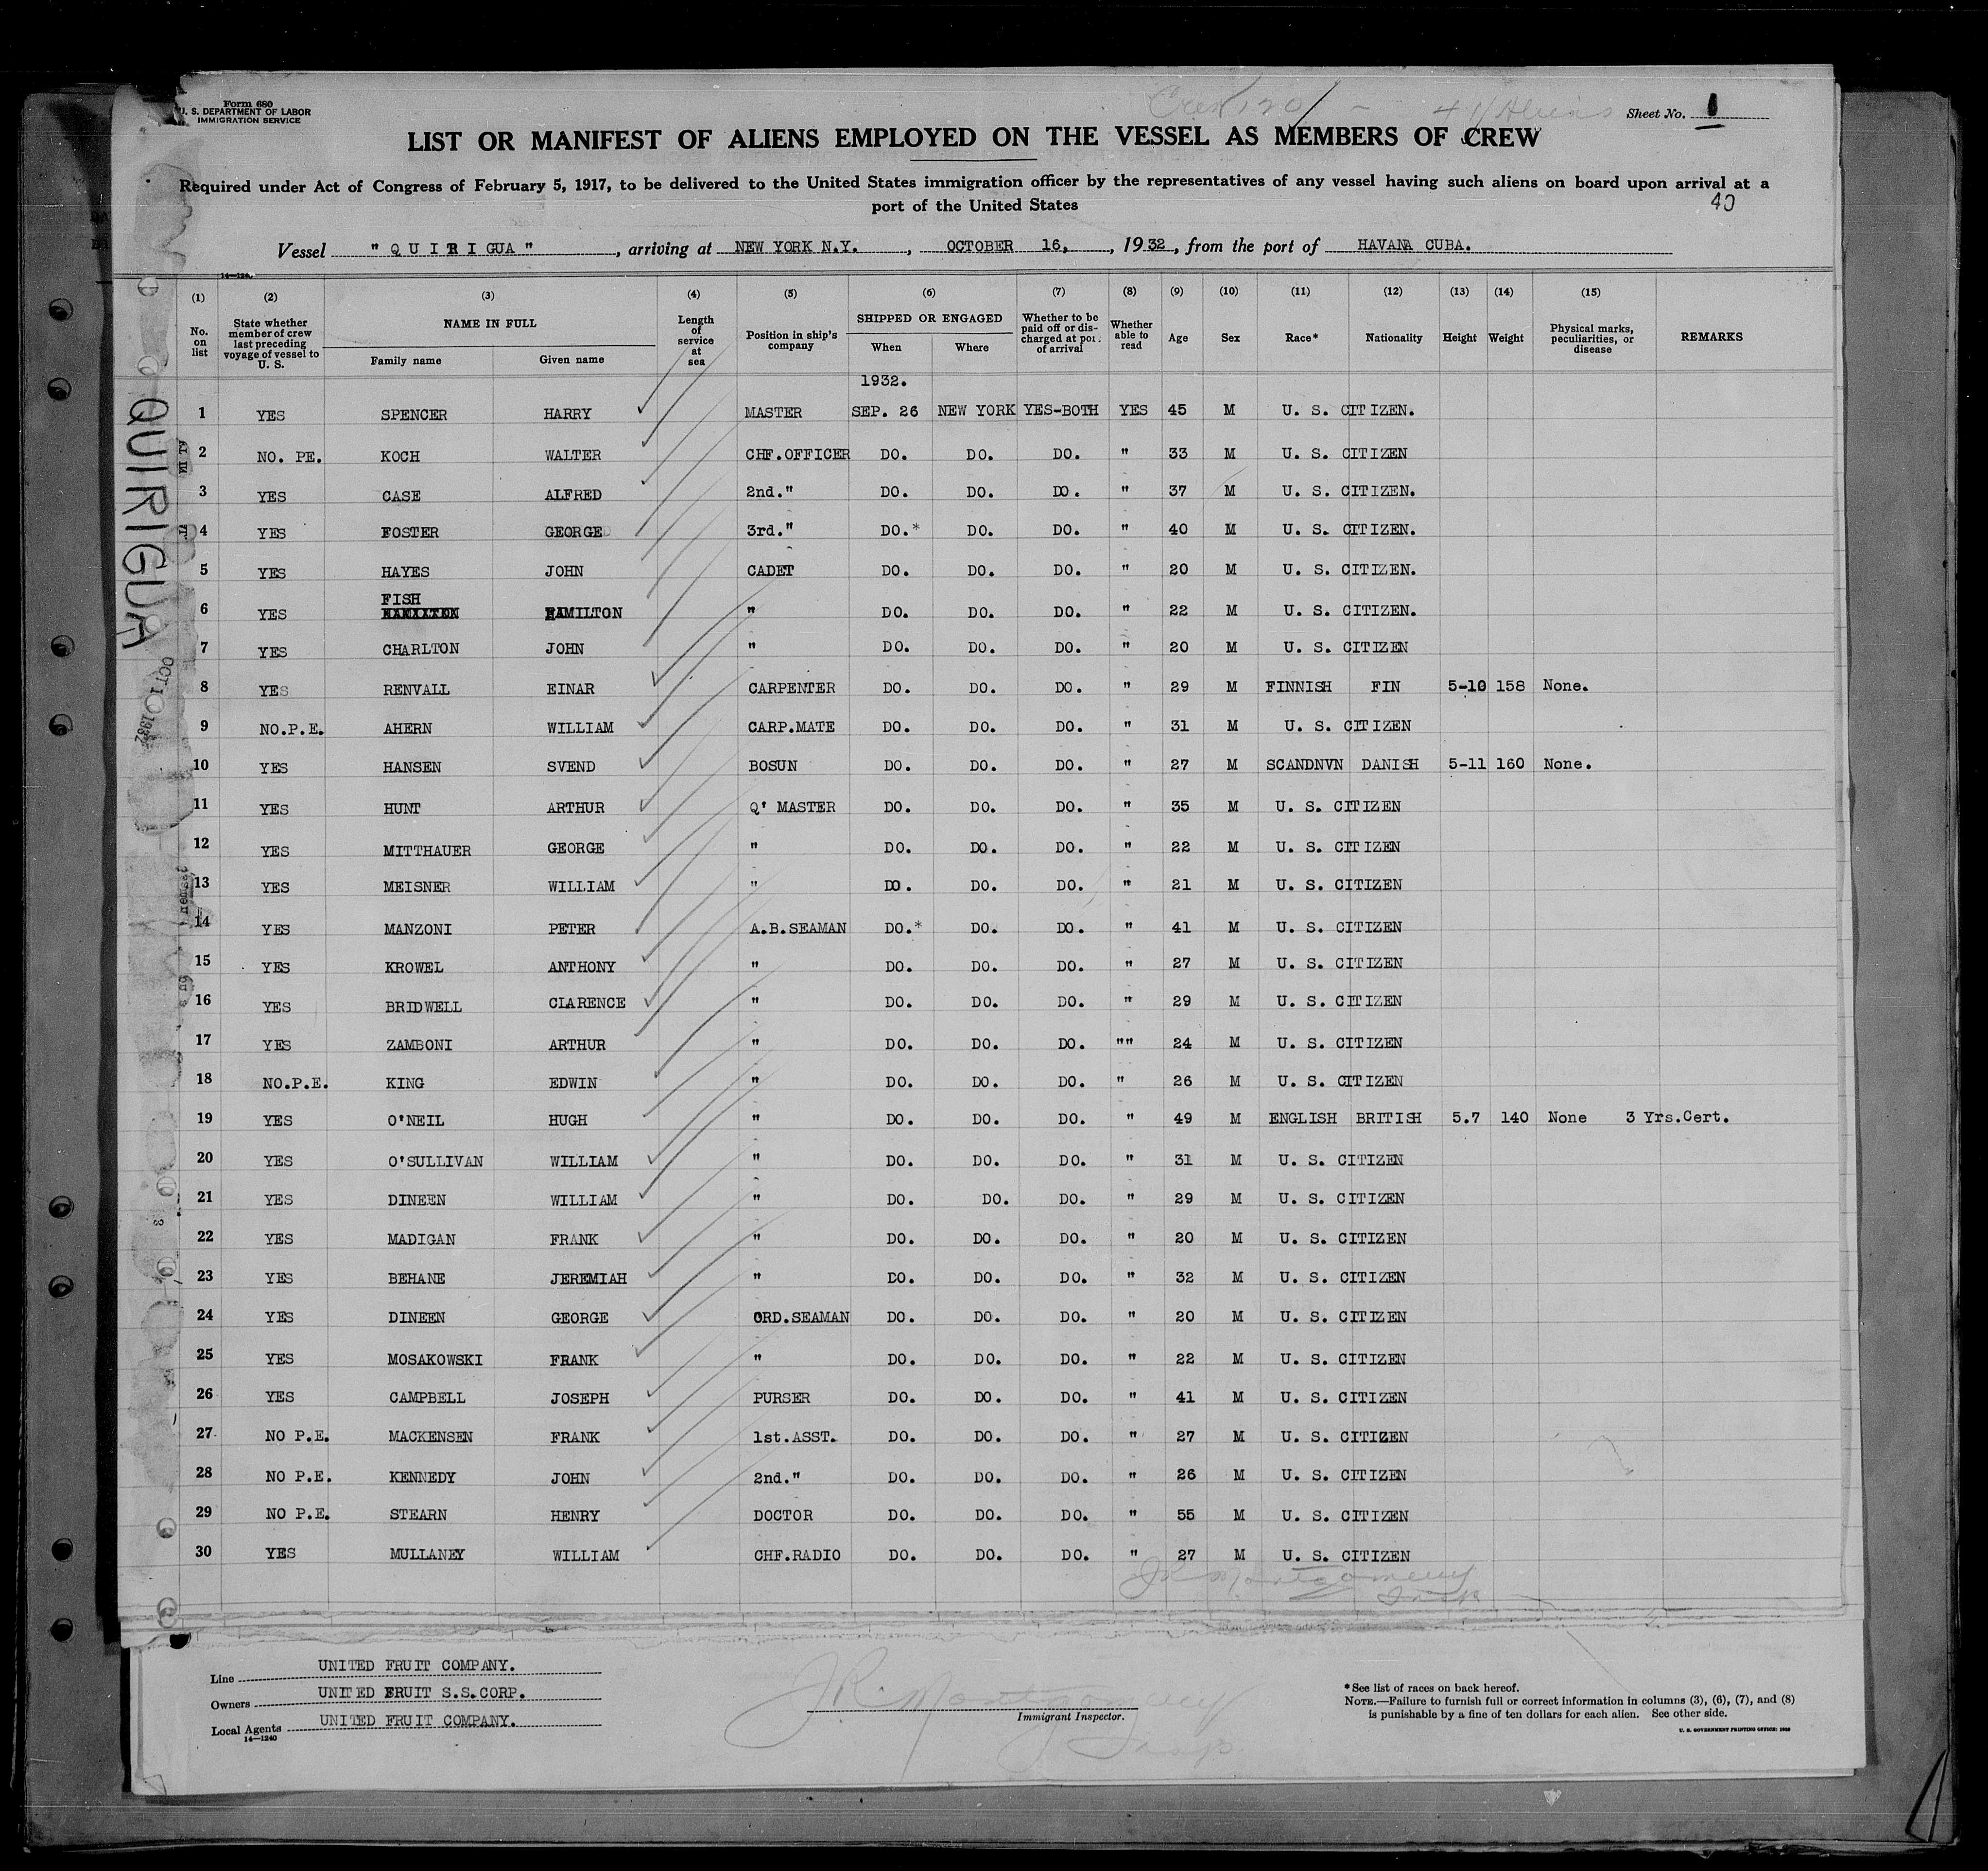 Form 680
U. S. DEPARTMENT OF LABOR
IMMIGRATION SERVICE
Crew 120 - 41 Aliens
Sheet No. 1
LIST OR MANIFEST OF ALIENS EMPLOYED ON THE VESSEL AS MEMBERS OF CREW
Required under Act of Congress of February 5, 1917, to be delivered to the United States immigration officer by the representatives of any vessel having such aliens on board upon arrival at a
port of the United States
40
Vessel "QUIRIGUA", arriving at NEW YORK N.Y., OCTOBER 16, 1932, from the port of HAVANA CUBA.
14—124
(1) (2) (3) (4) (5) (6) (7) (8) (9) (10) (11) (12) (13) (14) (15)
No. on list | State whether member of crew last preceding voyage of vessel to U. S. | NAME IN FULL Family name Given name | Length of service at sea | Position in ship's company | SHIPPED OR ENGAGED When Where | Whether to be paid off or discharged at port of arrival | Whether able to read | Age | Sex | Race* | Nationality | Height | Weight | Physical marks, peculiarities, or disease | REMARKS
1932.
1 YES SPENCER HARRY MASTER SEP. 26 NEW YORK YES-BOTH YES 45 M U. S. CITIZEN.
2 NO. PE. KOCH WALTER CHF.OFFICER DO. DO. DO. " 33 M U. S. CITIZEN
3 YES CASE ALFRED 2nd." DO. DO. DO. " 37 M U. S. CITIZEN.
4 YES FOSTER GEORGE 3rd." DO.* DO. DO. " 40 M U. S. CITIZEN.
5 YES HAYES JOHN CADET DO. DO. DO. " 20 M U. S. CITIZEN.
6 YES FISH HAMILTON " DO. DO. DO. " 22 M U. S. CITIZEN.
7 YES CHARLTON JOHN " DO. DO. DO. " 20 M U. S. CITIZEN
8 YES RENVALL EINAR CARPENTER DO. DO. DO. " 29 M FINNISH FIN 5-10 158 None.
9 NO.P.E. AHERN WILLIAM CARP.MATE DO. DO. DO. " 31 M U. S. CITIZEN
10 YES HANSEN SVEND BOSUN DO. DO. DO. " 27 M SCANDNVN DANISH 5-11 160 None.
11 YES HUNT ARTHUR Q' MASTER DO. DO. DO. " 35 M U. S. CITIZEN
12 YES MITTHAUER GEORGE " DO. DO. DO. " 22 M U. S. CITIZEN
13 YES MEISNER WILLIAM " DO. DO. DO. " 21 M U. S. CITIZEN
14 YES MANZONI PETER A.B.SEAMAN DO.* DO. DO. " 41 M U. S. CITIZEN
15 YES KROWEL ANTHONY " DO. DO. DO. " 27 M U. S. CITIZEN
16 YES BRIDWELL CLARENCE " DO. DO. DO. " 29 M U. S. CITIZEN
17 YES ZAMBONI ARTHUR " DO. DO. DO. "" 24 M U. S. CITIZEN
18 NO.P.E. KING EDWIN " DO. DO. DO. " 26 M U. S. CITIZEN
19 YES O'NEIL HUGH " DO. DO. DO. " 49 M ENGLISH BRITISH 5.7 140 None 3 Yrs.Cert.
20 YES O'SULLIVAN WILLIAM " DO. DO. DO. " 31 M U. S. CITIZEN
21 YES DINEEN WILLIAM " DO. DO. DO. " 29 M U. S. CITIZEN
22 YES MADIGAN FRANK " DO. DO. DO. " 20 M U. S. CITIZEN
23 YES BEHANE JEREMIAH " DO. DO. DO. " 32 M U. S. CITIZEN
24 YES DINEEN GEORGE ORD.SEAMAN DO. DO. DO. " 20 M U. S. CITIZEN
25 YES MOSAKOWSKI FRANK " DO. DO. DO. " 22 M U. S. CITIZEN
26 YES CAMPBELL JOSEPH PURSER DO. DO. DO. " 41 M U. S. CITIZEN
27 NO P.E. MACKENSEN FRANK 1st.ASST. DO. DO. DO. " 27 M U. S. CITIZEN
28 NO P.E. KENNEDY JOHN 2nd." DO. DO. DO. " 26 M U. S. CITIZEN
29 NO P.E. STEARN HENRY DOCTOR DO. DO. DO. " 55 M U. S. CITIZEN
30 YES MULLANEY WILLIAM CHF.RADIO DO. DO. DO. " 27 M U. S. CITIZEN
JR Montgomery
Insp
QUIRIGUA
Line UNITED FRUIT COMPANY.
Owners UNITED FRUIT S.S.CORP.
Local Agents UNITED FRUIT COMPANY.
14—1240
JR Montgomery
Immigrant Inspector.
Insp
*See list of races on back hereof.
NOTE.—Failure to furnish full or correct information in columns (3), (6), (7), and (8)
is punishable by a fine of ten dollars for each alien. See other side.